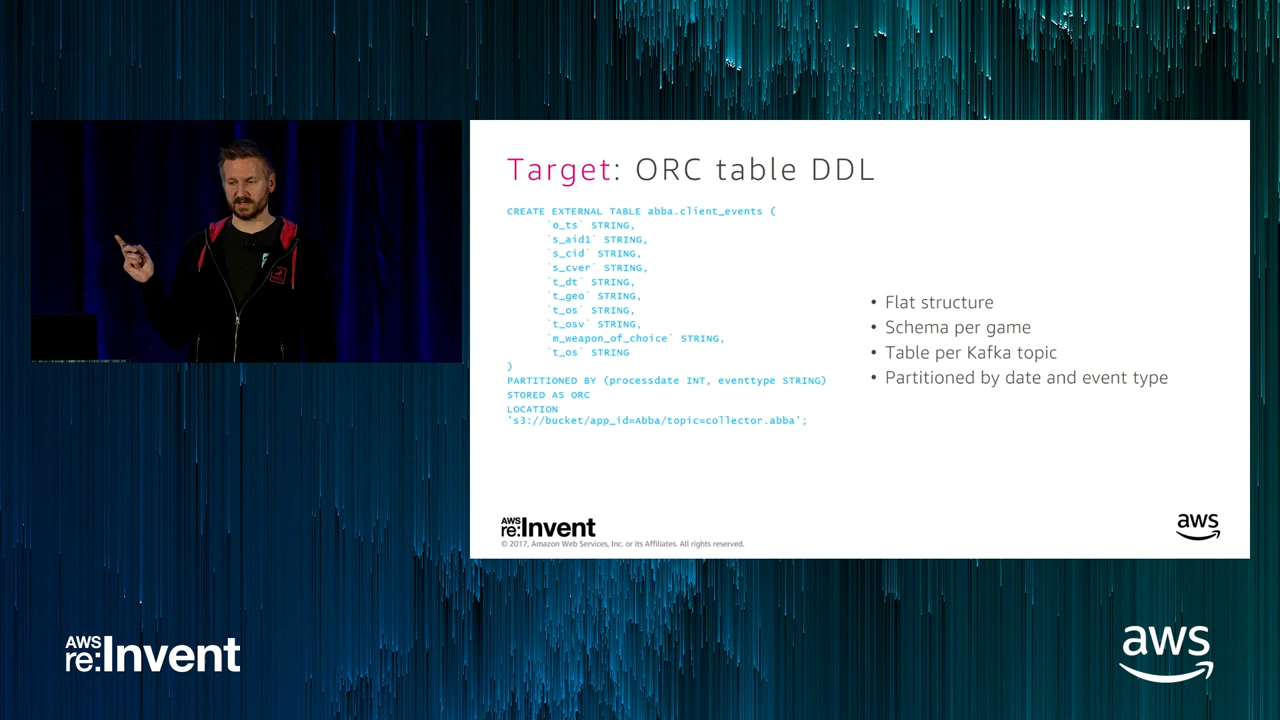 Target: ORC table DDL
CREATE EXTERNAL TABLE abba.client_events (
`o_ts` STRING,
`s_aid1` STRING,
`s_cid` STRING,
`s_cver` STRING,
`t_dt` STRING,
`t_geo` STRING,
`t_os` STRING,
`t_osv` STRING,
`m_weapon_of_choice` STRING,
`t_os` STRING
)
PARTITIONED BY (processdate INT, eventtype STRING)
STORED AS ORC
LOCATION
's3://bucket/app_id=Abba/topic=collector.abba';
• Flat structure
• Schema per game
• Table per Kafka topic
• Partitioned by date and event type
AWS
re:Invent
© 2017, Amazon Web Services, Inc. or its Affiliates. All rights reserved.
aws
AWS
re:Invent
aws